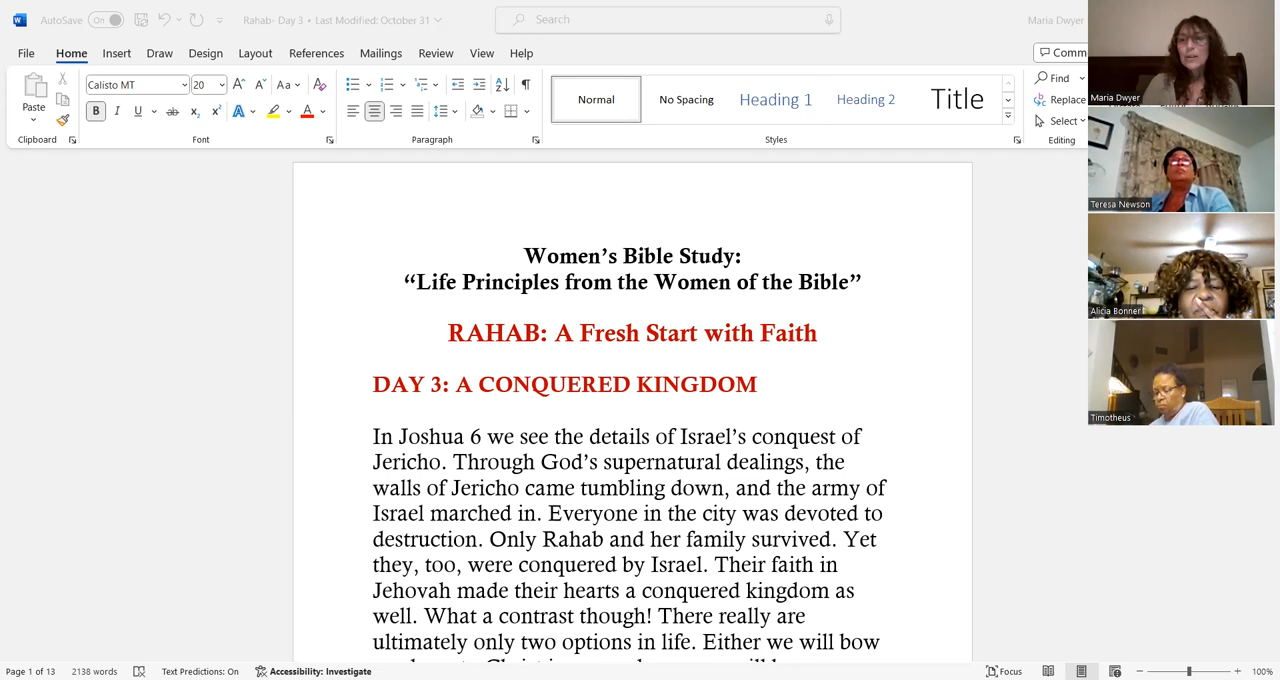 AutoSave On Rahab- Day 3 • Last Modified: October 31 Search Maria Dwyer
File Home Insert Draw Design Layout References Mailings Review View Help Comm
Calisto MT 20 A A Aa A
Paste B I U ab x₂ x² A A
Normal No Spacing Heading 1 Heading 2 Title
Find
Replace
Select
Clipboard Font Paragraph Styles Editing
Women’s Bible Study:
“Life Principles from the Women of the Bible”
RAHAB: A Fresh Start with Faith
DAY 3: A CONQUERED KINGDOM
In Joshua 6 we see the details of Israel’s conquest of
Jericho. Through God’s supernatural dealings, the
walls of Jericho came tumbling down, and the army of
Israel marched in. Everyone in the city was devoted to
destruction. Only Rahab and her family survived. Yet
they, too, were conquered by Israel. Their faith in
Jehovah made their hearts a conquered kingdom as
well. What a contrast though! There really are
ultimately only two options in life. Either we will bow
Maria Dwyer
Teresa Newson
Alicia Bonner
Timotheus
Page 1 of 13 2138 words Text Predictions: On Accessibility: Investigate Focus 100%